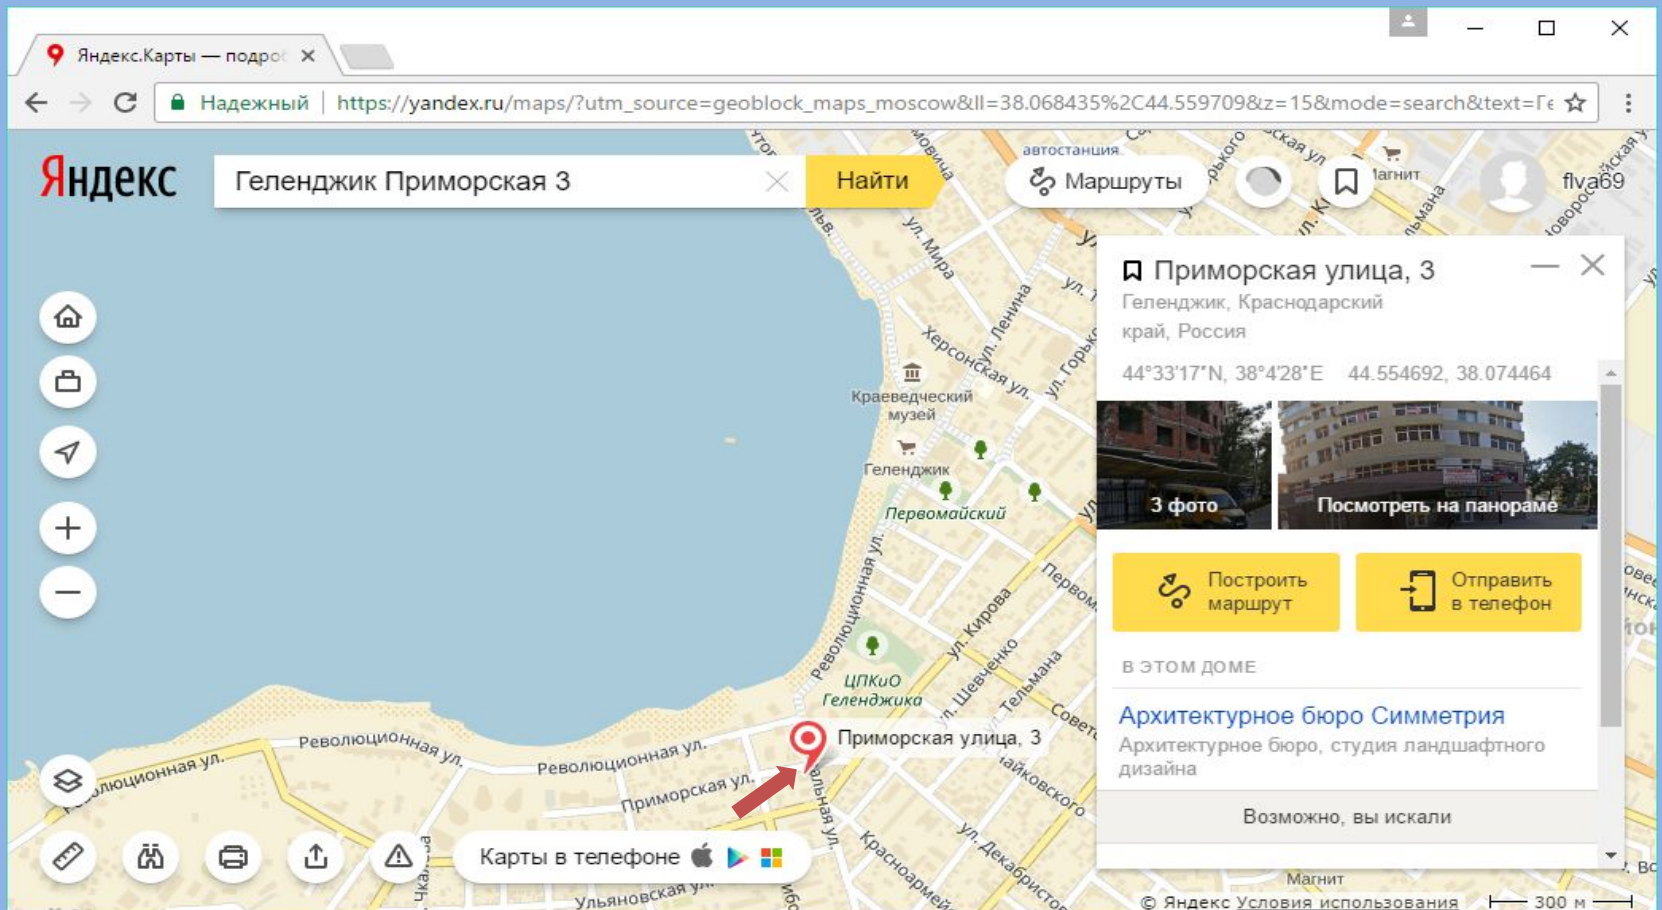 Яндекс.Карты — подро
Надежный
https://yandex.ru/maps/?utm_source=geoblock_maps_moscow&ll=38.068435%2C44.559709&z=15&mode=search&text=Ге
Яндекс
Геленджик Приморская 3
Найти
автостанция
Маршруты
Магнит
flva69
ул. Мира
ул. Ленина
Херсонская ул.
Краеведческий
музей
Геленджик
Первомайский
Революционная ул.
ул. Кирова
ул. Шевченко
Тельмана
ЦПКиО
Геленджика
Приморская улица, 3
Революционная ул.
Революционная ул.
Приморская ул.
ул. Декабристо
Красноарме
Ульяновская ул.
Карты в телефоне
Приморская улица, 3
Геленджик, Краснодарский
край, Россия
44°33'17"N, 38°4'28"E 44.554692, 38.074464
3 фото
Посмотреть на панораме
Построить
маршрут
Отправить
в телефон
В ЭТОМ ДОМЕ
Архитектурное бюро Симметрия
Архитектурное бюро, студия ландшафтного
дизайна
Возможно, вы искали
Магнит
© Яндекс Условия использования
300 м